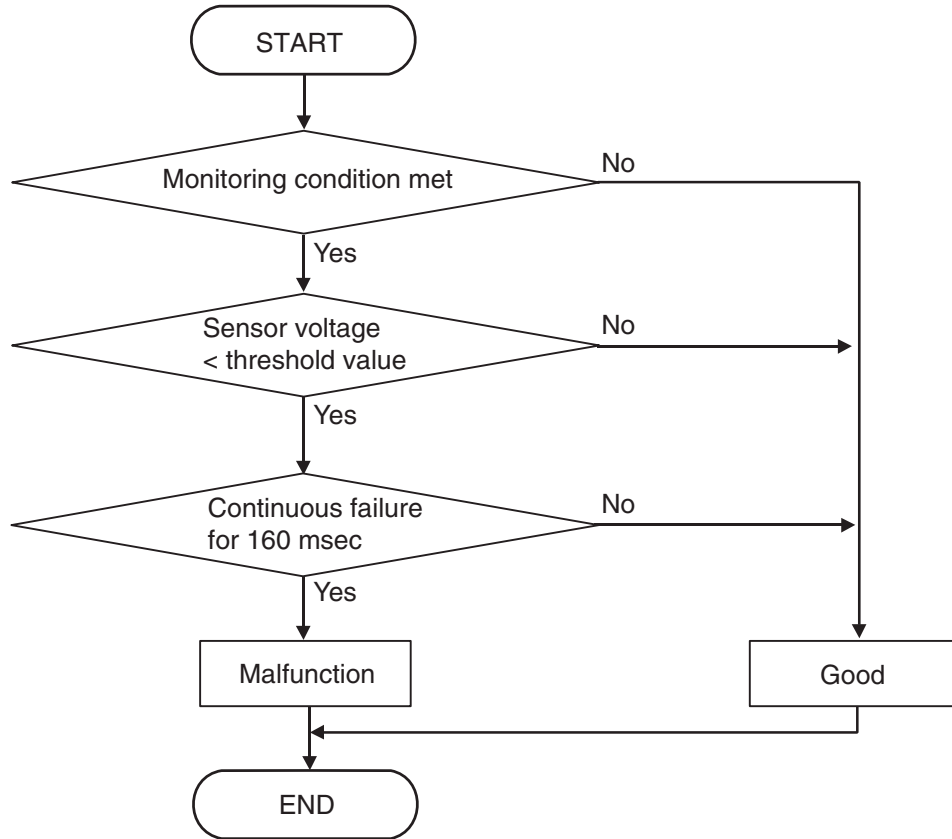 START
Monitoring condition met
No
Yes
Sensor voltage
< threshold value
No
Yes
Continuous failure
for 160 msec
No
Yes
Malfunction
Good
END